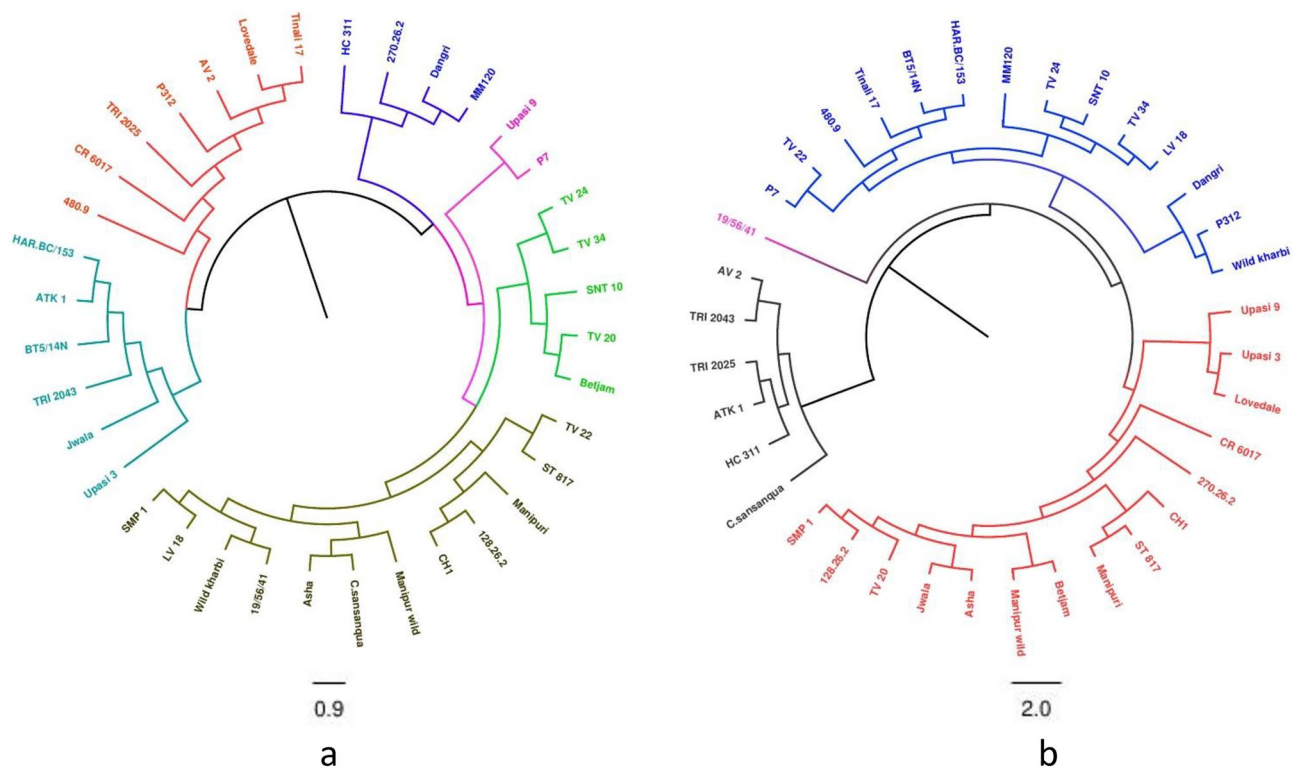 HC 311
270.26.2
Dangri
MM120
Upasi 9
P7
TV 24
TV 34
SNT 10
TV 20
Betjam
TV 22
ST 817
Manipuri
128.26.2
CH1
Manipur wild
C.sansanqua
Asha
19/56/41
Wild kharbi
LV 18
SMP 1
Upasi 3
Jwala
TRI 2043
BT5/14N
ATK 1
HAR.BC/153
480.9
CR 6017
TRI 2025
P312
AV 2
Lovedale
Tinali 17
0.9
a
MM120
TV 24
SNT 10
TV 34
LV 18
Dangri
P312
Wild kharbi
Upasi 9
Upasi 3
Lovedale
CR 6017
270.26.2
CH1
ST 817
Manipuri
Betjam
Manipur wild
Asha
Jwala
TV 20
128.26.2
SMP 1
C.sansanqua
HC 311
ATK 1
TRI 2025
TRI 2043
AV 2
19/56/41
P7
TV 22
480.9
Tinali 17
BT5/14N
HAR.BC/153
2.0
b